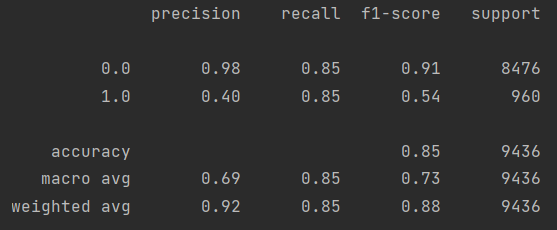 precision recall f1-score support
0.0 0.98 0.85 0.91 8476
1.0 0.40 0.85 0.54 960
accuracy 0.85 9436
macro avg 0.69 0.85 0.73 9436
weighted avg 0.92 0.85 0.88 9436